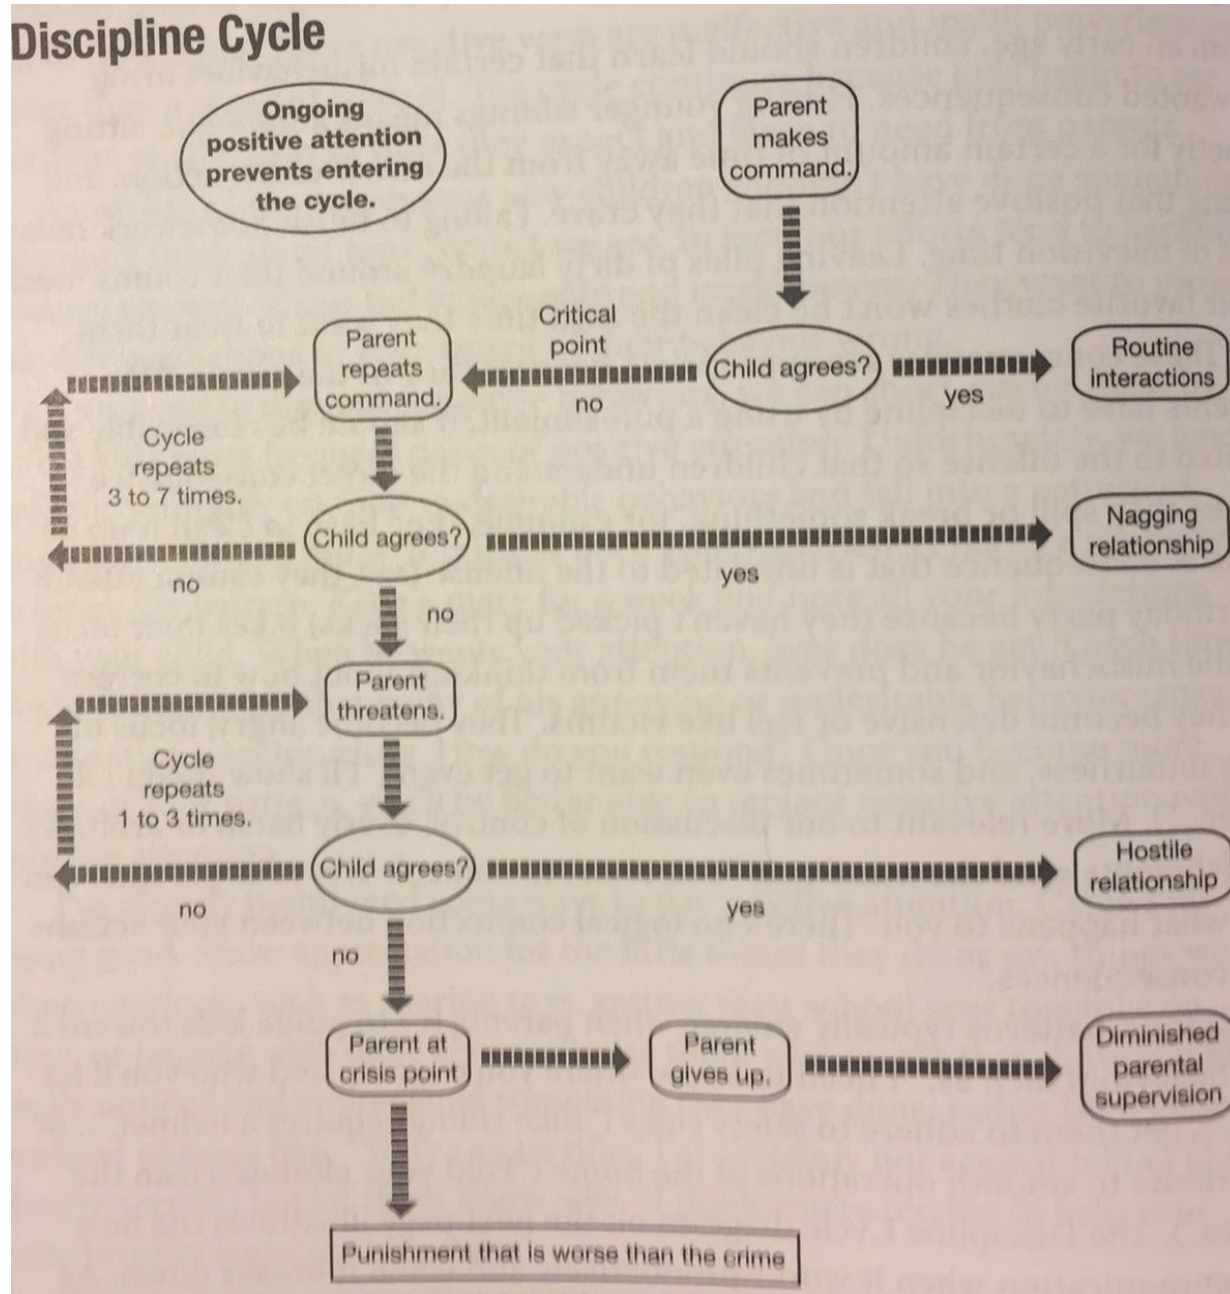 Discipline Cycle
Ongoing
positive attention
prevents entering
the cycle.
Parent
makes
command.
Parent
repeats
command.
Critical
point
no
Child agrees?
yes
Routine
interactions
Cycle
repeats
3 to 7 times.
no
Child agrees?
yes
Nagging
relationship
no
Parent
threatens.
Cycle
repeats
1 to 3 times.
no
Child agrees?
yes
Hostile
relationship
no
Parent at
crisis point
Parent
gives up.
Diminished
parental
supervision
Punishment that is worse than the crime